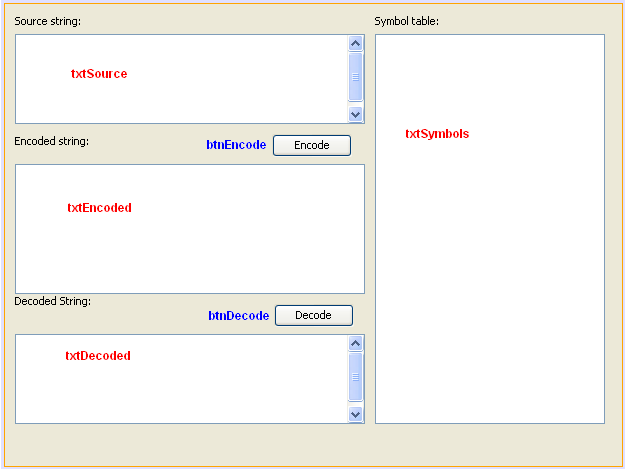 Source string:
Symbol table:
txtSource
txtSymbols
Encoded string:
btnEncode
Encode
txtEncoded
Decoded String:
btnDecode
Decode
txtDecoded